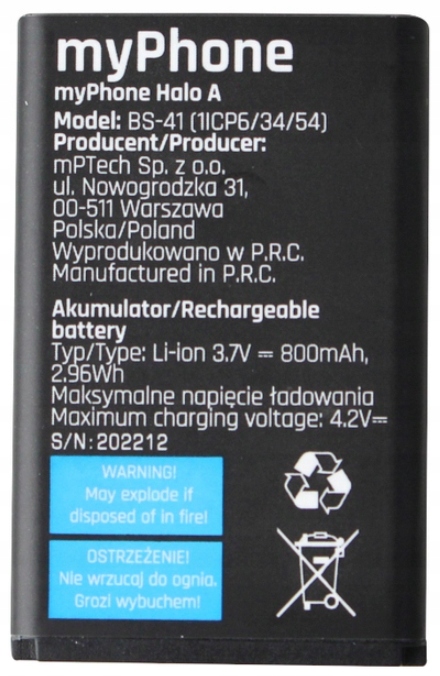 myPhone
myPhone Halo A
Model: BS-41 (1ICP6/34/54)
Producent/Producer:
mPTech Sp. z o.o.
ul. Nowogrodzka 31,
00-511 Warszawa
Polska/Poland
Wyprodukowano w P.R.C.
Manufactured in P.R.C.
Akumulator/Rechargeable
battery
Typ/Type: Li-ion 3.7V ⎓ 800mAh,
2.96Wh
Maksymalne napięcie ładowania
Maximum charging voltage: 4.2V⎓
S/N:202212
WARNING!
May explode if
disposed of in fire!
OSTRZEŻENIE!
Nie wrzucaj do ognia.
Grozi wybuchem!